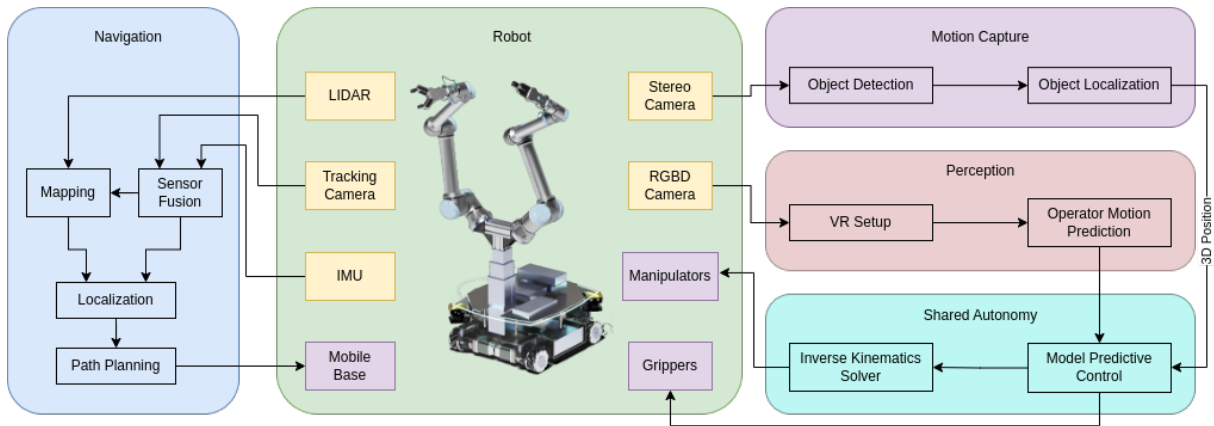 Navigation
LIDAR
Tracking
Camera
IMU
Mapping
Sensor
Fusion
Localization
Path Planning
Robot
Stereo
Camera
RGBD
Camera
Manipulators
Mobile
Base
Grippers
Motion Capture
Object Detection
Object Localization
3D Position
Perception
VR Setup
Operator Motion
Prediction
Shared Autonomy
Inverse Kinematics
Solver
Model Predictive
Control